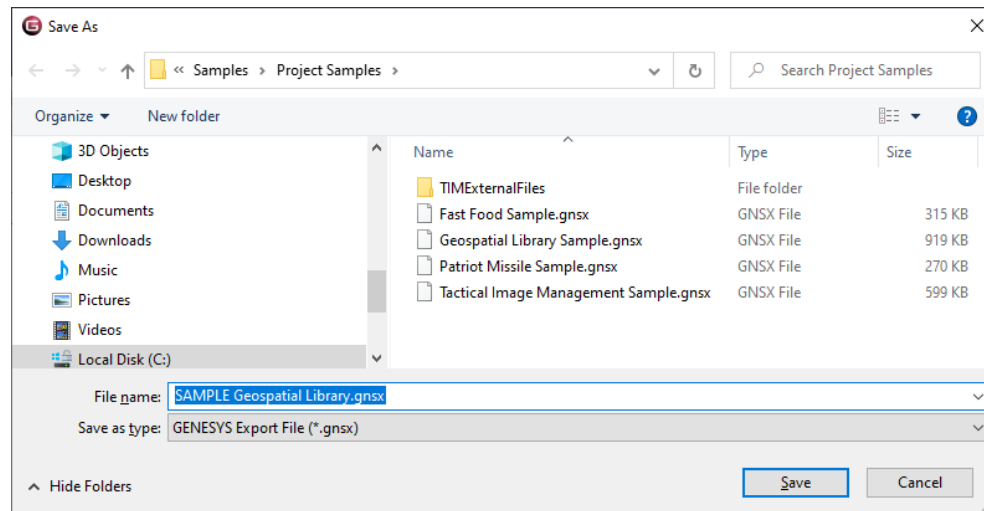 Save As
« Samples > Project Samples >
Search Project Samples
Organize
New folder
?
3D Objects
Desktop
Documents
Downloads
Music
Pictures
Videos
Local Disk (C:)
Name Type Size
TIMExternalFiles File folder
Fast Food Sample.gnsx GNSX File 315 KB
Geospatial Library Sample.gnsx GNSX File 919 KB
Patriot Missile Sample.gnsx GNSX File 270 KB
Tactical Image Management Sample.gnsx GNSX File 599 KB
File name: SAMPLE Geospatial Library.gnsx
Save as type: GENESYS Export File (*.gnsx)
Hide Folders
Save
Cancel